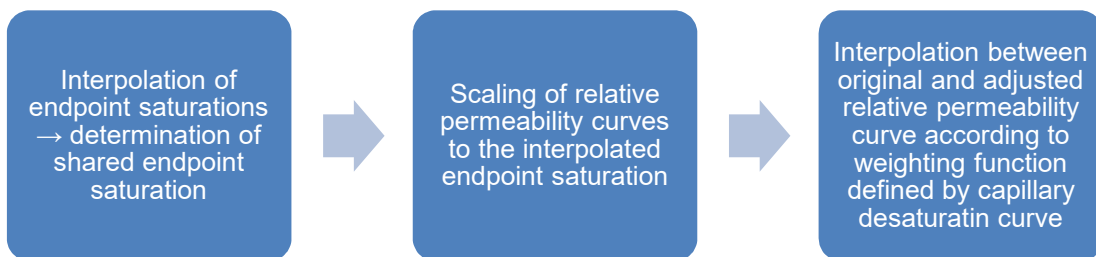 Interpolation of
endpoint saturations
→ determination of
shared endpoint
saturation
Scaling of relative
permeability curves
to the interpolated
endpoint saturation
Interpolation between
original and adjusted
relative permeability
curve according to
weighting function
defined by capillary
desaturatin curve